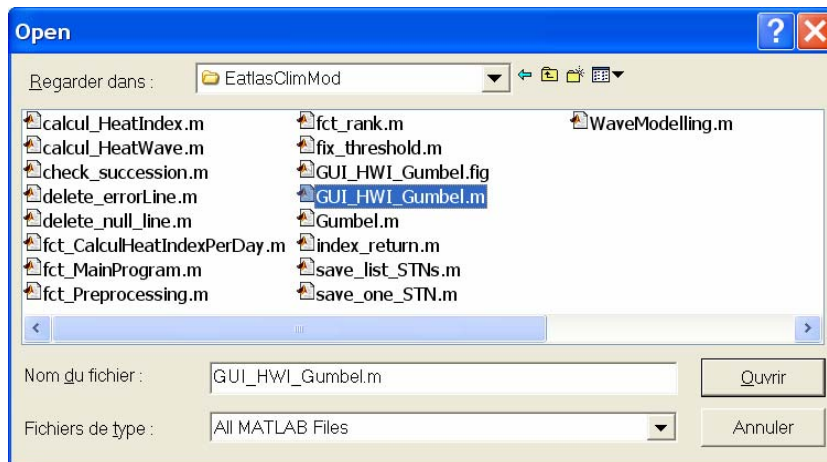 Open
Regarder dans :
EatlasClimMod
calcul_HeatIndex.m
calcul_HeatWave.m
check_succession.m
delete_errorLine.m
delete_null_line.m
fct_CalculHeatIndexPerDay.m
fct_MainProgram.m
fct_Preprocessing.m
fct_rank.m
fix_threshold.m
GUI_HWI_Gumbel.fig
GUI_HWI_Gumbel.m
Gumbel.m
index_return.m
save_list_STNs.m
save_one_STN.m
WaveModelling.m
Nom du fichier :
GUI_HWI_Gumbel.m
Ouvrir
Fichiers de type :
All MATLAB Files
Annuler